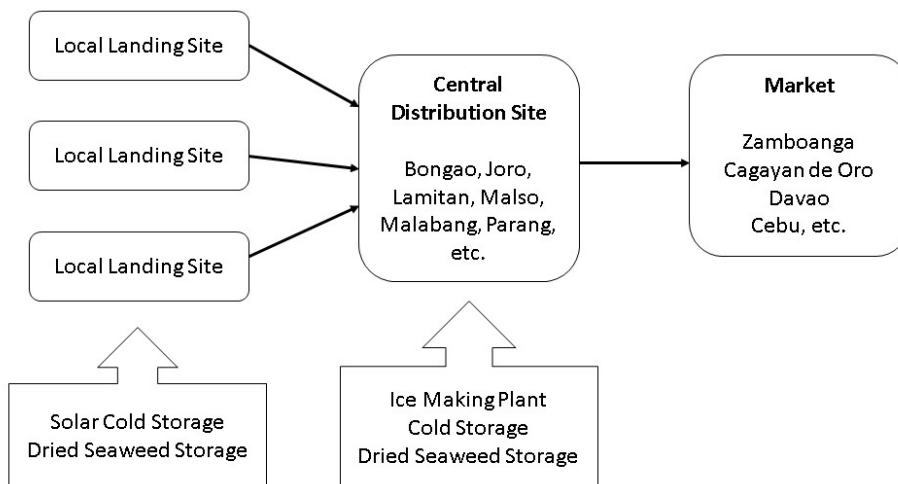 Local Landing Site
Local Landing Site
Local Landing Site
Central
Distribution Site
Bongao, Joro,
Lamitan, Malso,
Malabang, Parang,
etc.
Market
Zamboanga
Cagayan de Oro
Davao
Cebu, etc.
Solar Cold Storage
Dried Seaweed Storage
Ice Making Plant
Cold Storage
Dried Seaweed Storage